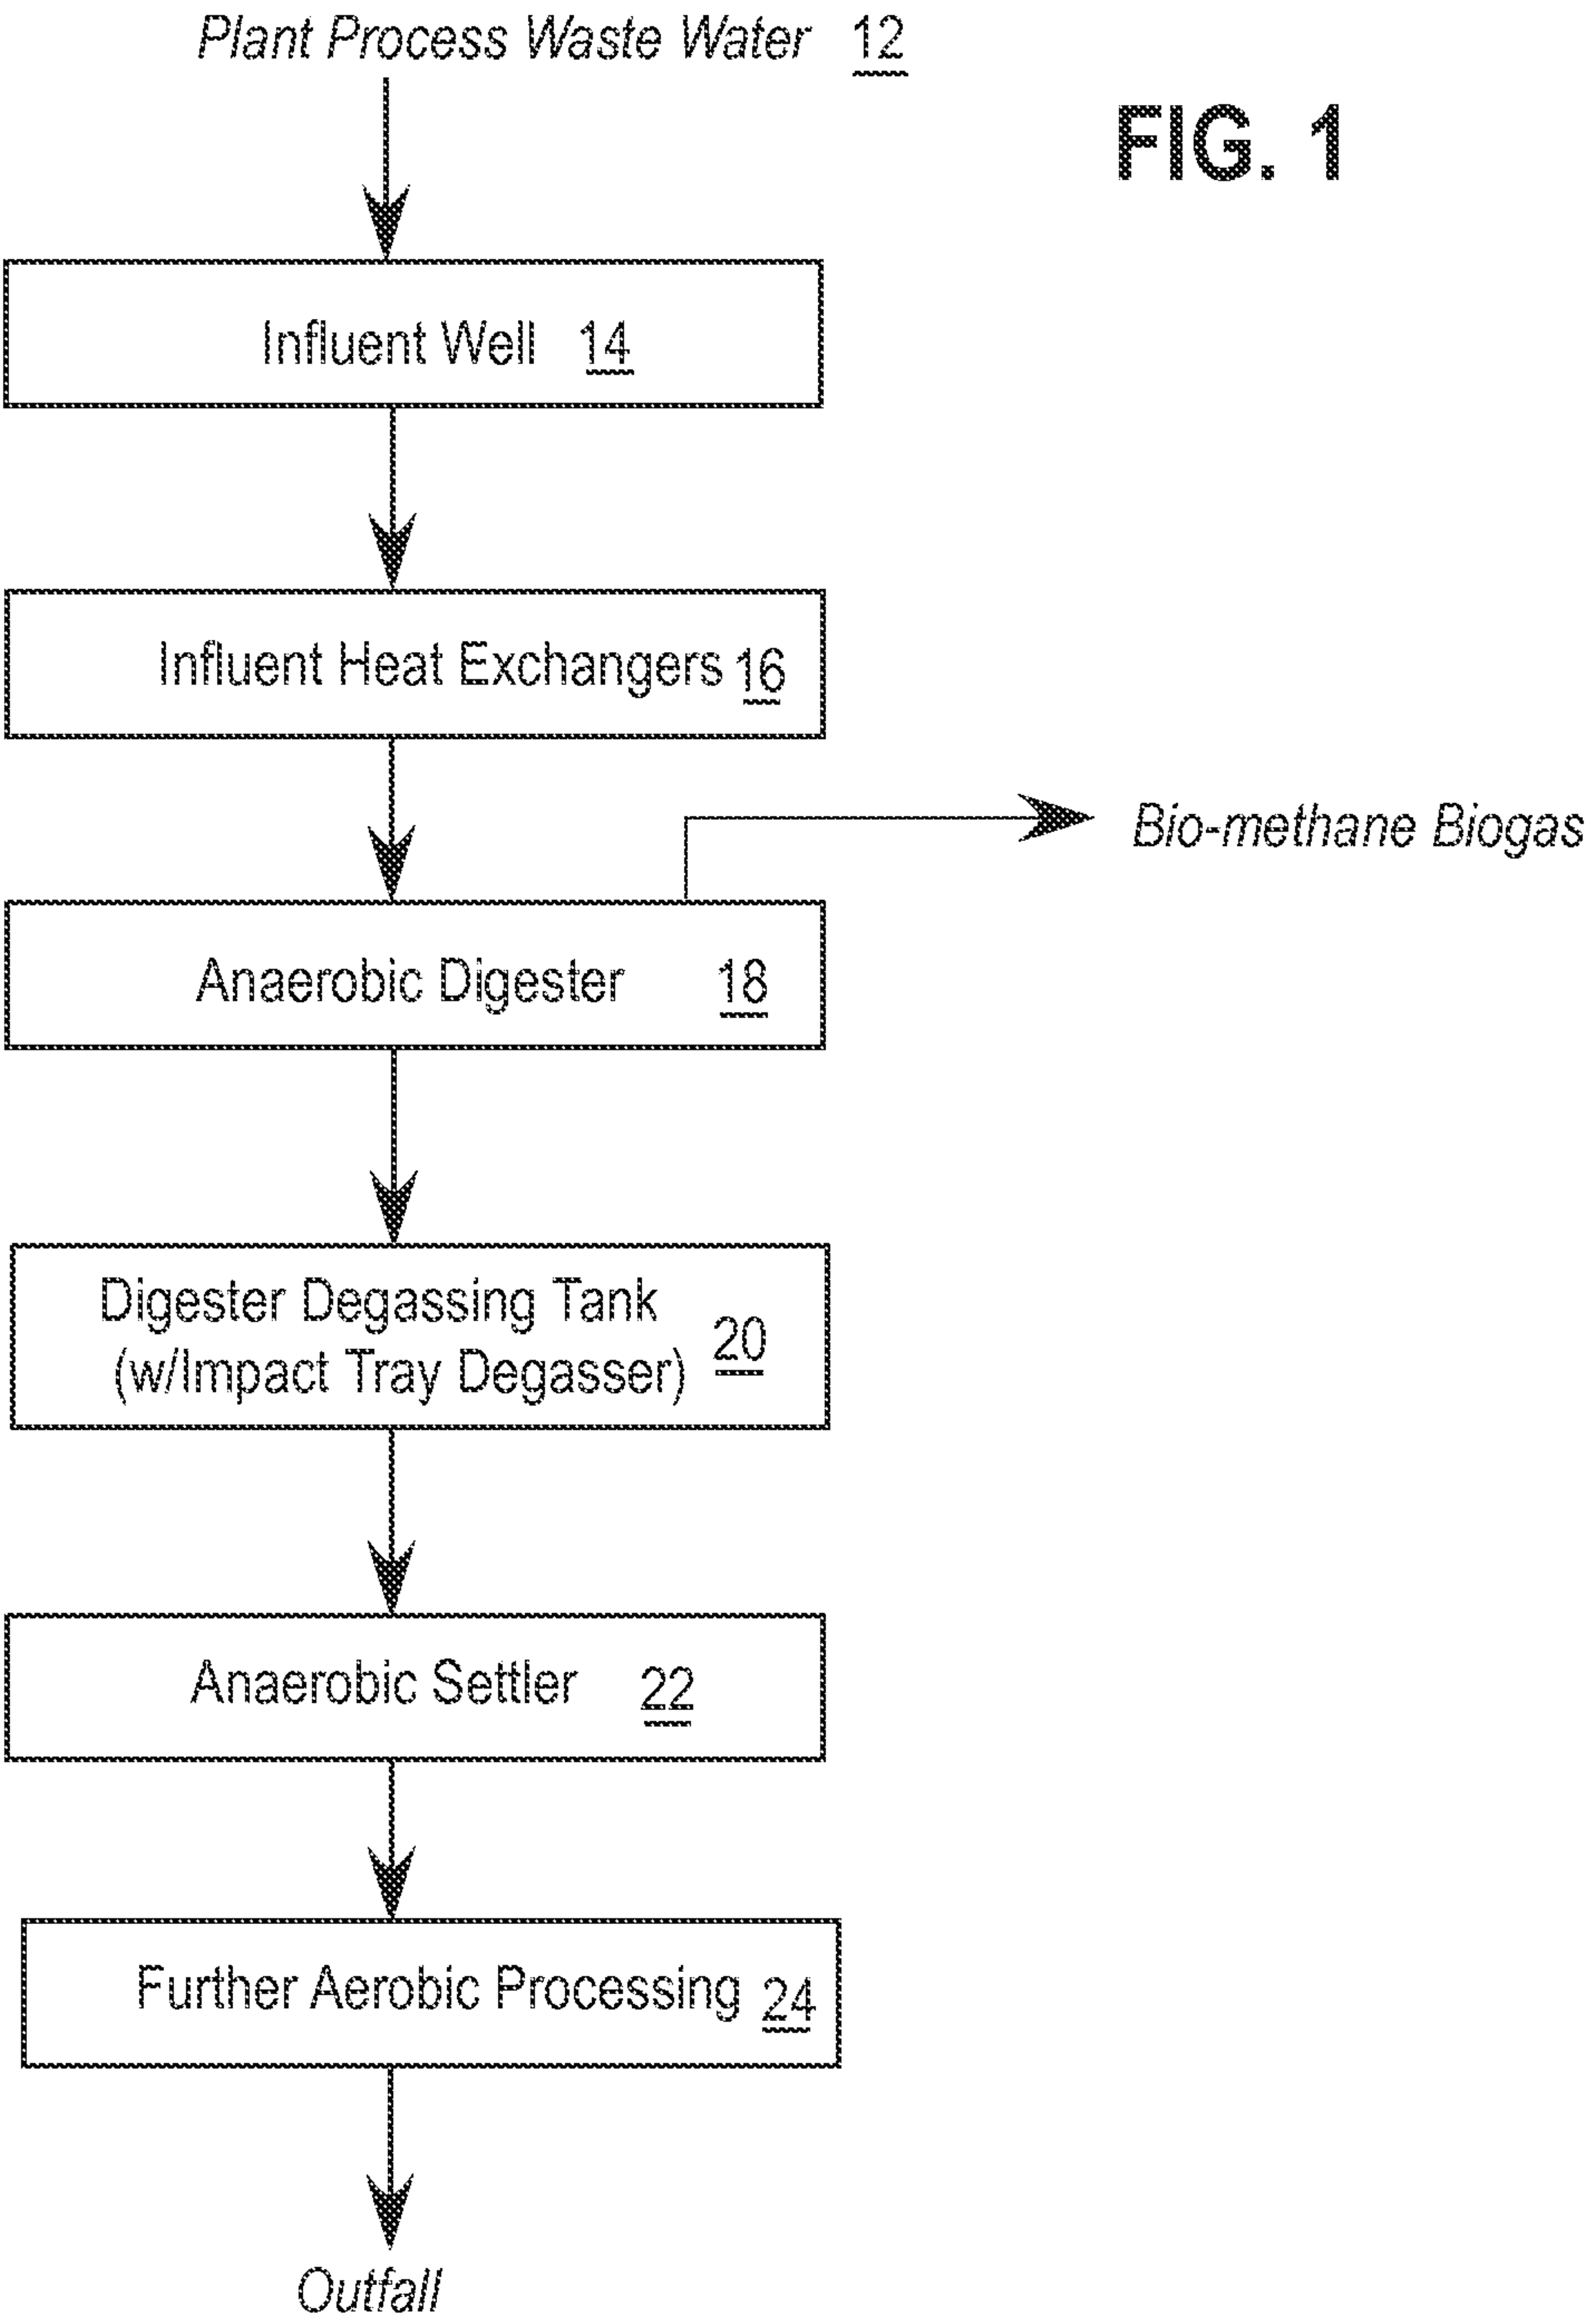 Plant Process Waste Water 12
FIG. 1
Influent Well 14
Influent Heat Exchangers 16
Bio-methane Biogas
Anaerobic Digester 18
Digester Degassing Tank
(w/Impact Tray Degasser) 20
Anaerobic Settler 22
Further Aerobic Processing 24
Outfall